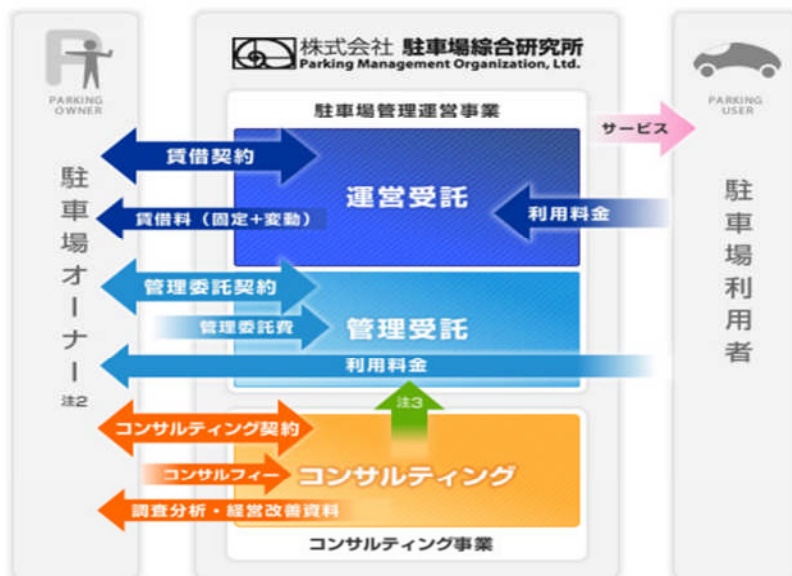 PARKING
OWNER
駐車場オーナー
注2
株式会社 駐車場綜合研究所
Parking Management Organization, Ltd.
駐車場管理運営事業
賃借契約
運営受託
賃借料（固定+変動）
利用料金
管理委託契約
管理委託費
管理受託
利用料金
注3
コンサルティング契約
コンサルフィー
コンサルティング
調査分析・経営改善資料
コンサルティング事業
サービス
PARKING
USER
駐車場利用者